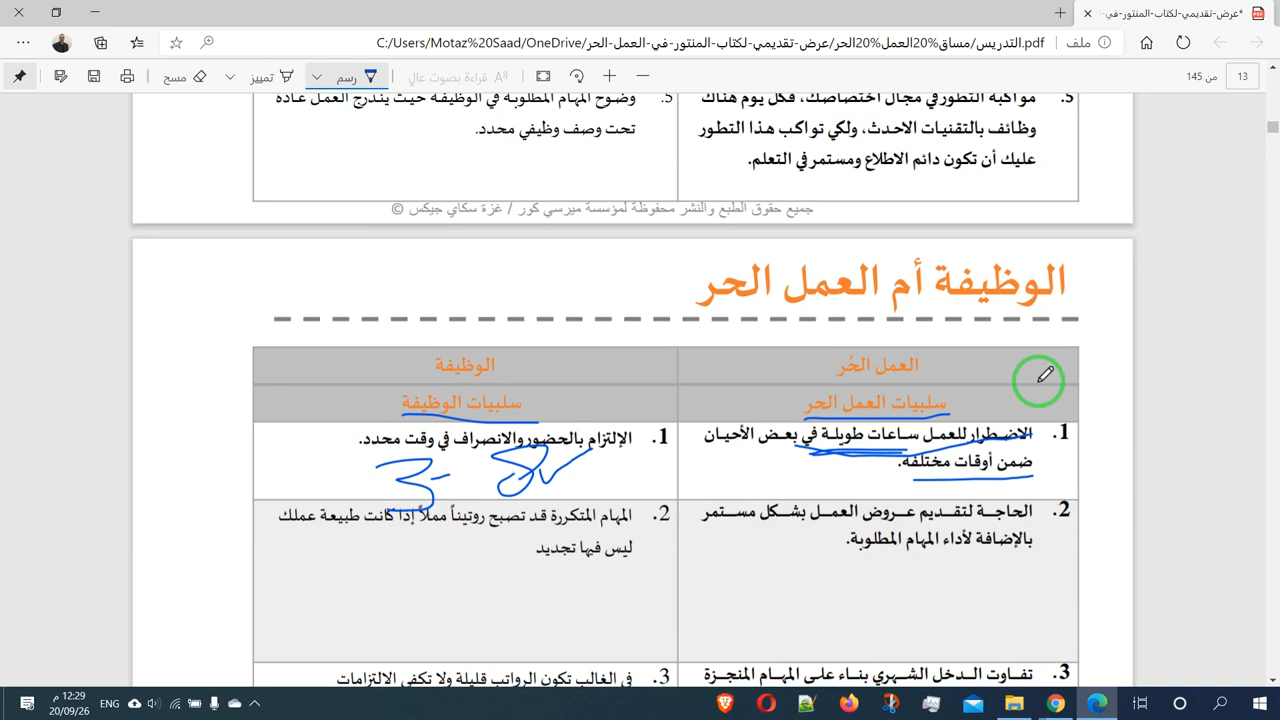 *عرض-تقديمي-لكتاب-المنثور-في-
C:/Users/Motaz%20Saad/OneDrive/التدريس/مساق%20العمل%20الحر/عرض-تقديمي-لكتاب-المنثور-في-العمل-الحر.pdf
ملف
13
من 145
قراءة بصوت عالٍ
رسم
تمييز
مسح
5. مواكبة التطور في مجال اختصاصك، فكل يوم هناك
وظائف بالتقنيات الاحدث، ولكي تواكب هذا التطور
عليك أن تكون دائم الاطلاع ومستمر في التعلم.
5. وضوح المهام المطلوبة في الوظيفة حيث يندرج العمل عادة
تحت وصف وظيفي محدد.
جميع حقوق الطبع والنشر محفوظة لمؤسسة ميرسي كور / غزة سكاي جيكس ©
الوظيفة أم العمل الحر
العمل الحُر
الوظيفة
سلبيات العمل الحر
سلبيات الوظيفة
1. الاضطرار للعمل ساعات طويلة في بعض الأحيان
ضمن أوقات مختلفة.
1. الإلتزام بالحضور والانصراف في وقت محدد.
8 - 3
2. الحاجة لتقديم عروض العمل بشكل مستمر
بالإضافة لأداء المهام المطلوبة.
2. المهام المتكررة قد تصبح روتيناً مملاً إذا كانت طبيعة عملك
ليس فيها تجديد
3. تفاوت الدخل الشهري بناء على المهام المنجزة
3. في الغالب تكون الرواتب قليلة ولا تكفي الالتزامات
12:29 م
20/09/26
ENG